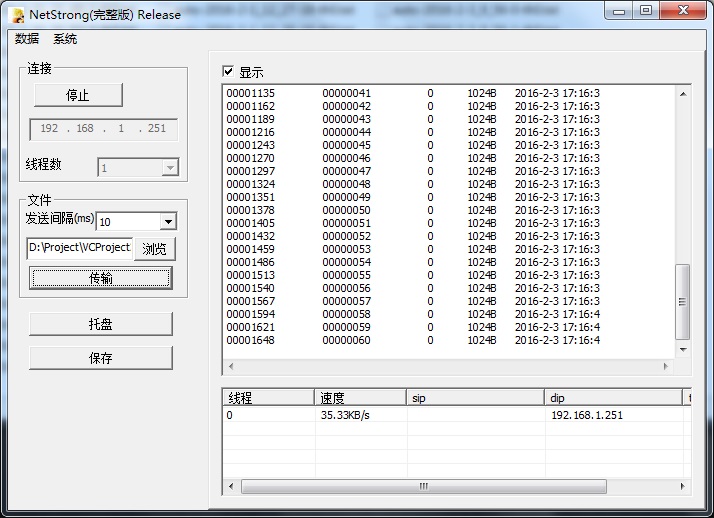 NetStrong(完整版) Release
数据 系统
连接
停止
192 . 168 . 1 . 251
线程数 1
文件
发送间隔(ms) 10
D:\Project\VCProject 浏览
传输
托盘
保存
显示
00001135 00000041 0 1024B 2016-2-3 17:16:3
00001162 00000042 0 1024B 2016-2-3 17:16:3
00001189 00000043 0 1024B 2016-2-3 17:16:3
00001216 00000044 0 1024B 2016-2-3 17:16:3
00001243 00000045 0 1024B 2016-2-3 17:16:3
00001270 00000046 0 1024B 2016-2-3 17:16:3
00001297 00000047 0 1024B 2016-2-3 17:16:3
00001324 00000048 0 1024B 2016-2-3 17:16:3
00001351 00000049 0 1024B 2016-2-3 17:16:3
00001378 00000050 0 1024B 2016-2-3 17:16:3
00001405 00000051 0 1024B 2016-2-3 17:16:3
00001432 00000052 0 1024B 2016-2-3 17:16:3
00001459 00000053 0 1024B 2016-2-3 17:16:3
00001486 00000054 0 1024B 2016-2-3 17:16:3
00001513 00000055 0 1024B 2016-2-3 17:16:3
00001540 00000056 0 1024B 2016-2-3 17:16:3
00001567 00000057 0 1024B 2016-2-3 17:16:3
00001594 00000058 0 1024B 2016-2-3 17:16:4
00001621 00000059 0 1024B 2016-2-3 17:16:4
00001648 00000060 0 1024B 2016-2-3 17:16:4
线程 速度 sip dip
0 35.33KB/s 192.168.1.251